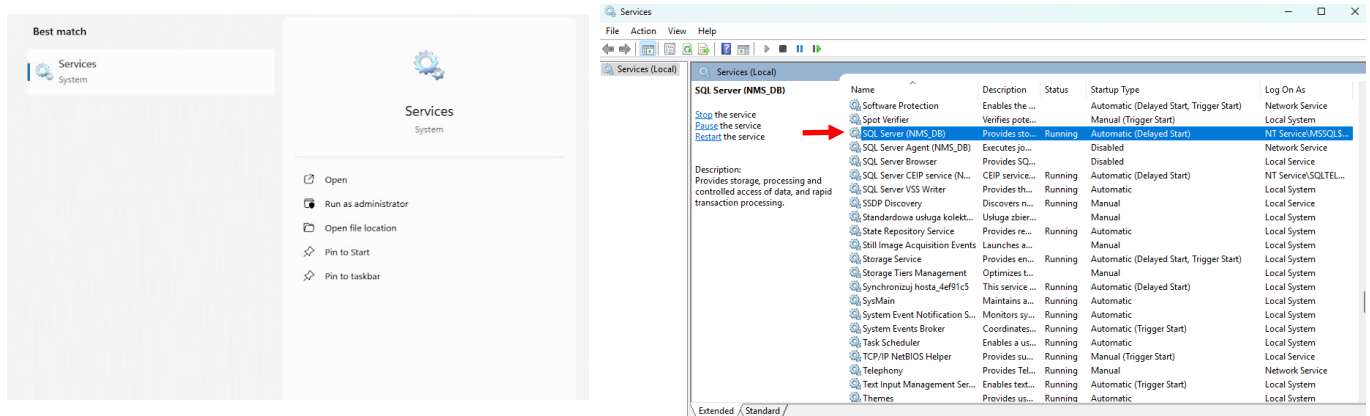 Best match
Services
System
Services
System
Open
Run as administrator
Open file location
Pin to Start
Pin to taskbar
Services
File Action View Help
Services (Local)
Services (Local)
SQL Server (NMS_DB)
Stop the service
Pause the service
Restart the service
Description:
Provides storage, processing and
controlled access of data, and rapid
transaction processing.
Name Description Status Startup Type Log On As
Software Protection Enables the ... Automatic (Delayed Start, Trigger Start) Network Service
Spot Verifier Verifies pote... Manual (Trigger Start) Local System
SQL Server (NMS_DB) Provides sto... Running Automatic (Delayed Start) NT Service\MSSQL$...
SQL Server Agent (NMS_DB) Executes jo... Disabled Network Service
SQL Server Browser Provides SQ... Disabled Local Service
SQL Server CEIP service (N... CEIP service... Running Automatic (Delayed Start) NT Service\SQLTEL...
SQL Server VSS Writer Provides th... Running Automatic Local System
SSDP Discovery Discovers n... Running Manual Local Service
Standardowa usługa kolekt... Usługa zbier... Manual Local System
State Repository Service Provides re... Running Automatic Local System
Still Image Acquisition Events Launches a... Manual Local System
Storage Service Provides en... Running Automatic (Delayed Start, Trigger Start) Local System
Storage Tiers Management Optimizes t... Manual Local System
Synchronizuj hosta_4ef91c5 This service ... Running Automatic (Delayed Start) Local System
SysMain Maintains a... Running Automatic Local System
System Event Notification S... Monitors sy... Running Automatic Local System
System Events Broker Coordinates... Running Automatic (Trigger Start) Local System
Task Scheduler Enables a us... Running Automatic Local System
TCP/IP NetBIOS Helper Provides su... Running Manual (Trigger Start) Local Service
Telephony Provides Tel... Running Manual Network Service
Text Input Management Ser... Enables text... Running Automatic (Trigger Start) Local System
Themes Provides us... Running Automatic Local System
Extended Standard